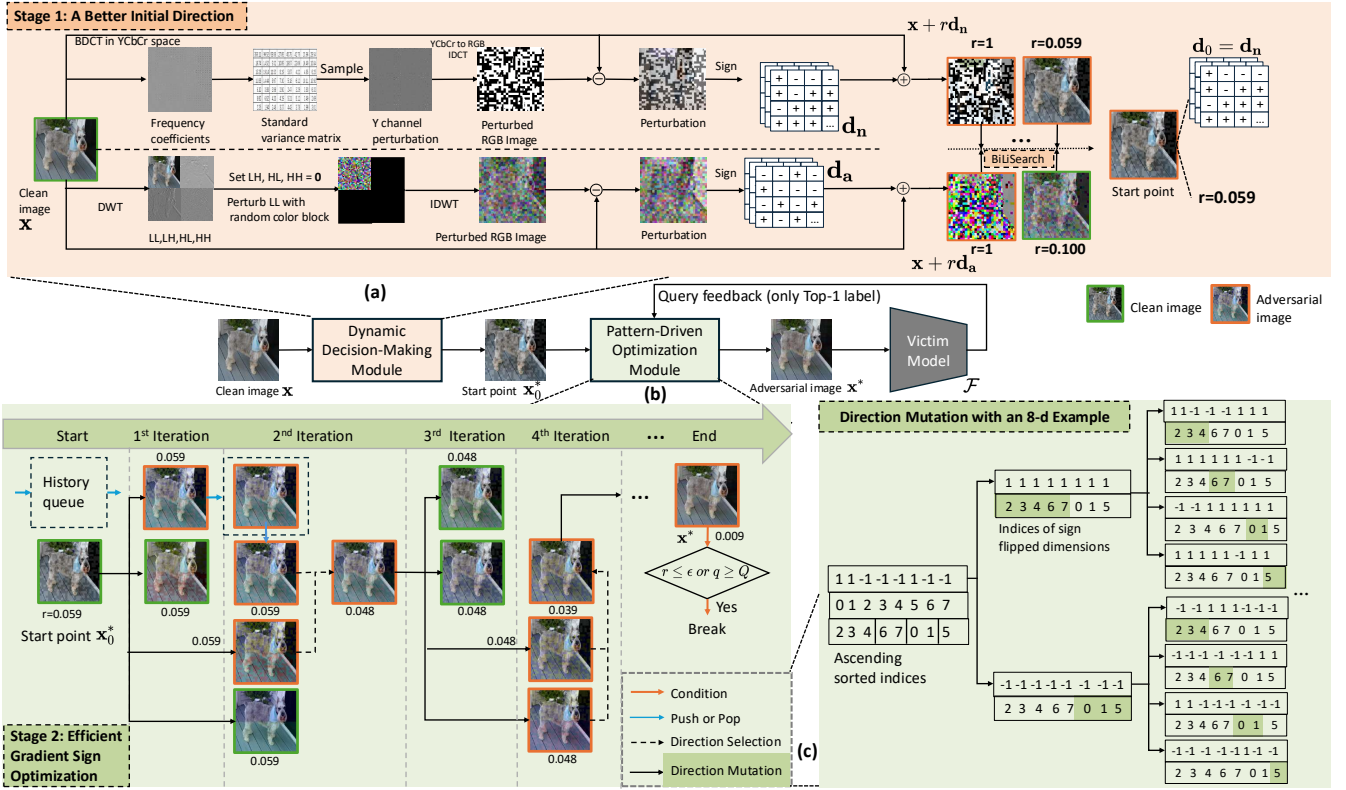 Stage 1: A Better Initial Direction
BDCT in YCbCr space
Frequency
coefficients
Standard
variance matrix
Sample
Y channel
perturbation
YCbCr to RGB
IDCT
Perturbed
RGB Image
−
Perturbation
Sign
+ - -
- + - +
+ - + +
- + - ...
d_n
+
x + rd_n
r=1
r=0.059
...
BiLiSearch
Start point
d_0 = d_n
+ - -
- + - +
+ - + +
- + - ...
r=0.059
Clean
image
x
DWT
LL,LH,HL,HH
Set LH, HL, HH = 0
Perturb LL with
random color block
IDWT
Perturbed RGB Image
−
Perturbation
Sign
- - +
- + - -
- - + -
+ - + ...
d_a
+
x + rd_a
r=1
r=0.100
(a)
Query feedback (only Top-1 label)
Clean image
Adversarial
image
Clean image x
Dynamic
Decision-Making
Module
Start point x_0^*
Pattern-Driven
Optimization
Module
Adversarial image x^*
Victim
Model
F
(b)
Start
1st Iteration
2nd Iteration
3rd Iteration
4th Iteration
...
End
History
queue
r=0.059
Start point x_0^*
0.059
0.059
0.059
0.059
0.059
0.048
0.048
0.048
0.048
0.039
0.048
...
x^*
0.009
r ≤ ϵ or q ≥ Q
Yes
Break
Stage 2: Efficient
Gradient Sign
Optimization
Condition
Push or Pop
Direction Selection
Direction Mutation
(c)
Direction Mutation with an 8-d Example
1 1 -1 -1 -1 1 -1 -1
0 1 2 3 4 5 6 7
2 3 4 6 7 0 1 5
Ascending
sorted indices
1 1 1 1 1 1 1 1
2 3 4 6 7 0 1 5
Indices of sign
flipped dimensions
-1 -1 -1 -1 -1 -1 -1 -1
2 3 4 6 7 0 1 5
1 1 -1 -1 -1 1 1 1
2 3 4 6 7 0 1 5
1 1 1 1 1 1 -1 -1
2 3 4 6 7 0 1 5
-1 -1 1 1 1 1 1 1
2 3 4 6 7 0 1 5
1 1 1 1 1 -1 1 1
2 3 4 6 7 0 1 5
-1 -1 1 1 1 -1 -1 -1
2 3 4 6 7 0 1 5
-1 -1 -1 -1 -1 -1 1 1
2 3 4 6 7 0 1 5
1 1 -1 -1 -1 -1 -1 -1
2 3 4 6 7 0 1 5
-1 -1 -1 -1 -1 1 -1 -1
2 3 4 6 7 0 1 5
...